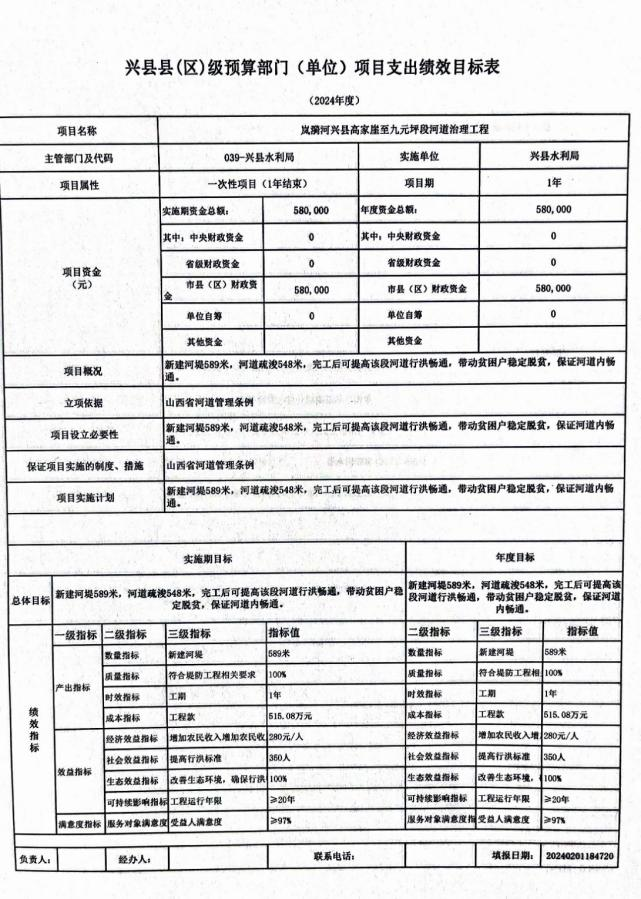 兴县县(区)级预算部门（单位）项目支出绩效目标表
（2024年度）
项目名称 岚漪河兴县高家崖至九元坪段河道治理工程
主管部门及代码 039-兴县水利局 实施单位 兴县水利局
项目属性 一次性项目（1年结束） 项目期 1年
项目资金（元） 实施期资金总额： 580,000 年度资金总额： 580,000
其中：中央财政资金 0 其中：中央财政资金 0
省级财政资金 0 省级财政资金 0
市县（区）财政资金 580,000 市县（区）财政资金 580,000
单位自筹 0 单位自筹 0
其他资金 其他资金
项目概况 新建河堤589米，河道疏浚548米，完工后可提高该段河道行洪畅通，带动贫困户稳定脱贫，保证河道内畅
通。
立项依据 山西省河道管理条例
项目设立必要性 新建河堤589米，河道疏浚548米，完工后可提高该段河道行洪畅通，带动贫困户稳定脱贫，保证河道内畅
通。
保证项目实施的制度、措施 山西省河道管理条例
项目实施计划 新建河堤589米，河道疏浚548米，完工后可提高该段河道行洪畅通，带动贫困户稳定脱贫，保证河道内畅
通。
实施期目标 年度目标
总体目标 新建河堤589米，河道疏浚548米，完工后可提高该段河道行洪畅通，带动贫困户稳定脱贫，保证河道内畅通。 新建河堤589米，河道疏浚548米，完工后可提高该段河道行洪畅通，带动贫困户稳定脱贫，保证河道内畅通。
绩效指标 一级指标 二级指标 三级指标 指标值 二级指标 三级指标 指标值
产出指标 数量指标 新建河堤 589米 数量指标 新建河堤 589米
质量指标 符合堤防工程相关要求 100% 质量指标 符合堤防工程相 100%
时效指标 工期 1年 时效指标 工期 1年
成本指标 工程款 515.08万元 成本指标 工程款 515.08万元
效益指标 经济效益指标 增加农民收入增加农民收 280元/人 经济效益指标 增加农民收入增 280元/人
社会效益指标 提高行洪标准 350人 社会效益指标 提高行洪标准 350人
生态效益指标 改善生态环境，确保行洪 100% 生态效益指标 改善生态环境， 100%
可持续影响指标 工程运行年限 ≥20年 可持续影响指标 工程运行年限 ≥20年
满意度指标 服务对象满意度 受益人满意度 ≥97% 服务对象满意度指 受益人满意度 ≥97%
负责人： 经办人： 联系电话： 填报日期： 20240201184720